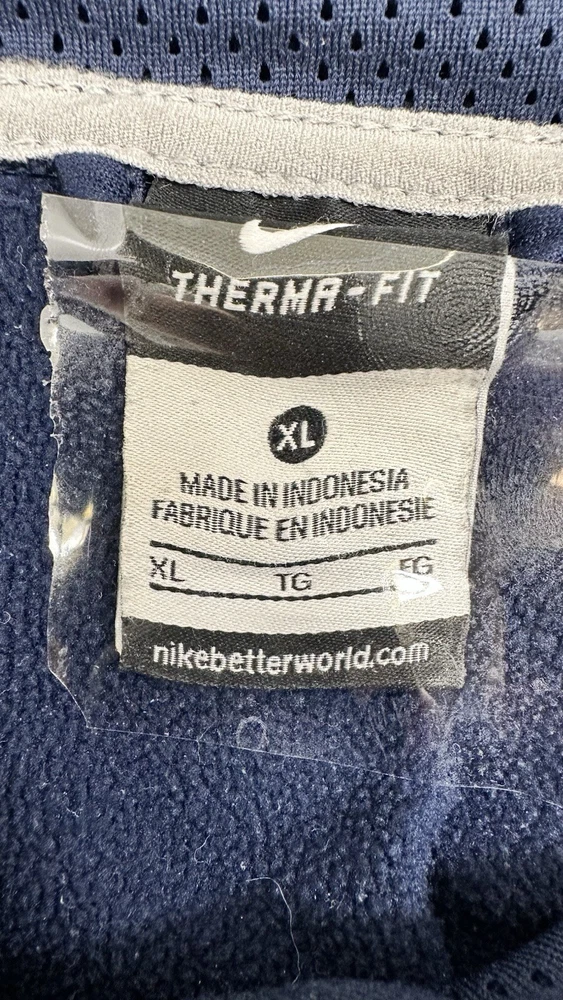 THERMA-FIT
XL
MADE IN INDONESIA
FABRIQUE EN INDONESIE
XL TG EG
nikebetterworld.com